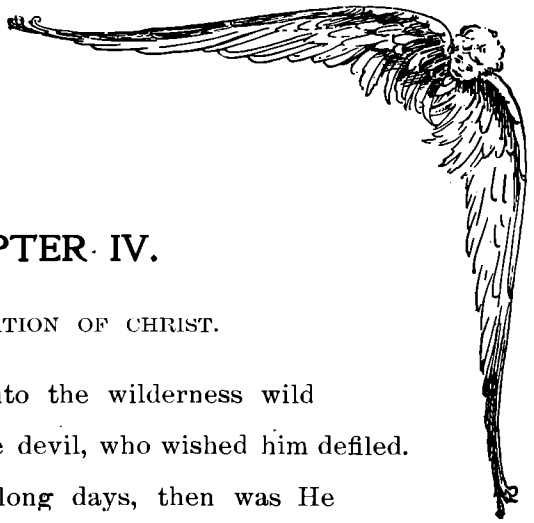 PTER IV.
ATION OF CHRIST.
to the wilderness wild
devil, who wished him defiled.
long days, then was He